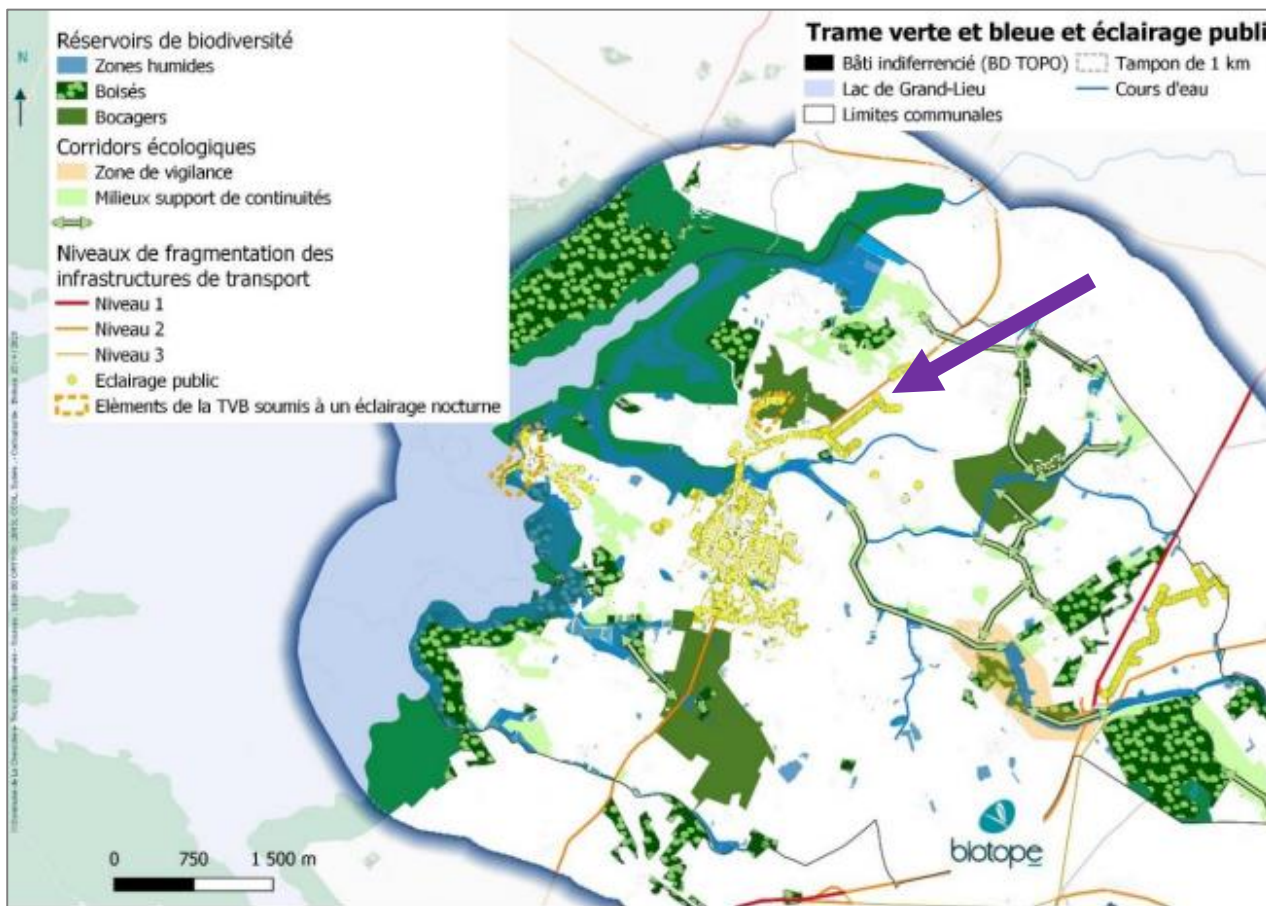 Trame verte et bleue et éclairage publi
Bâti indiferrencié (BD TOPO)
Tampon de 1 km
Lac de Grand-Lieu
Cours d'eau
Limites communales
N
Réservoirs de biodiversité
Zones humides
Boisés
Bocagers
Corridors écologiques
Zone de vigilance
Milieux support de continuités
Niveaux de fragmentation des
infrastructures de transport
Niveau 1
Niveau 2
Niveau 3
Eclairage public
Elèments de la TVB soumis à un éclairage nocturne
0 750 1 500 m
biotope